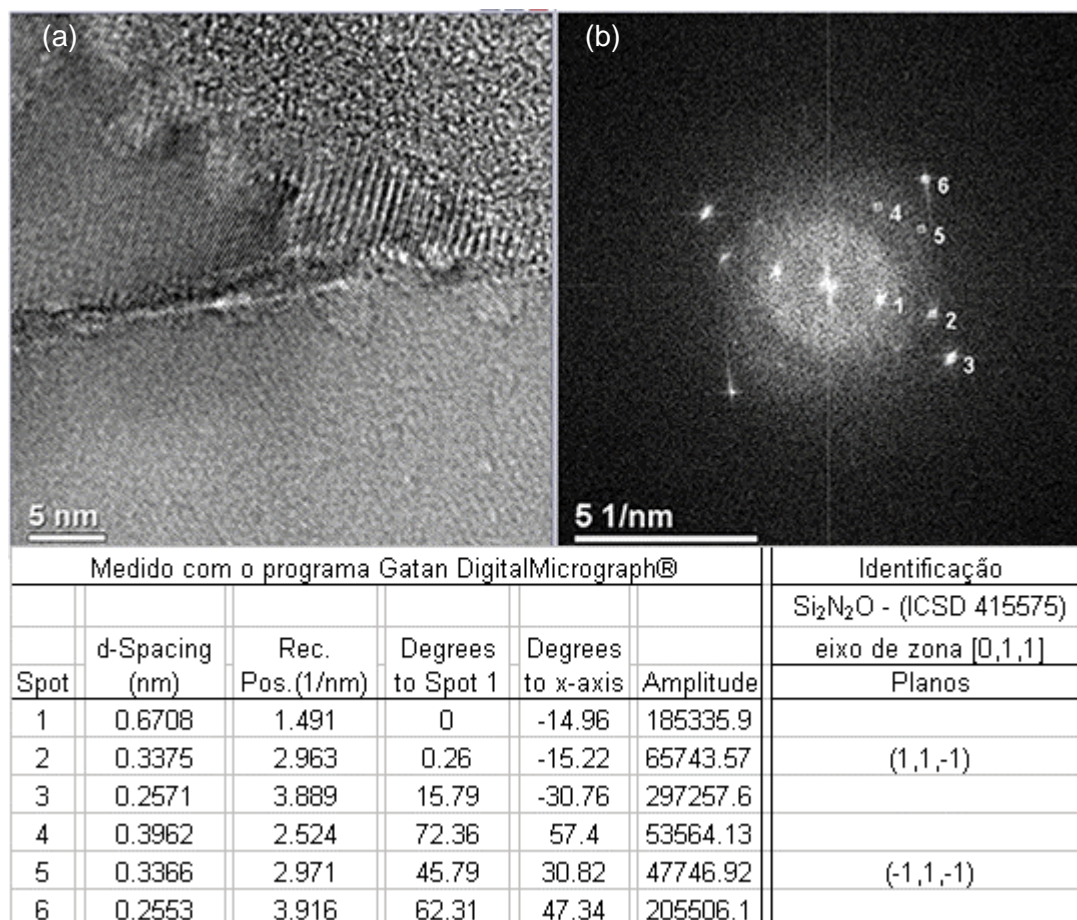 (a)
5 nm
(b)
6
4
5
1
2
3
5 1/nm
Medido com o programa Gatan DigitalMicrograph® Identificação
Si₂N₂O - (ICSD 415575)
d-Spacing Rec. Degrees Degrees eixo de zona [0,1,1]
Spot (nm) Pos.(1/nm) to Spot 1 to x-axis Amplitude Planos
1 0.6708 1.491 0 -14.96 185335.9
2 0.3375 2.963 0.26 -15.22 65743.57 (1,1,-1)
3 0.2571 3.889 15.79 -30.76 297257.6
4 0.3962 2.524 72.36 57.4 53564.13
5 0.3366 2.971 45.79 30.82 47746.92 (-1,1,-1)
6 0.2553 3.916 62.31 47.34 205506.1